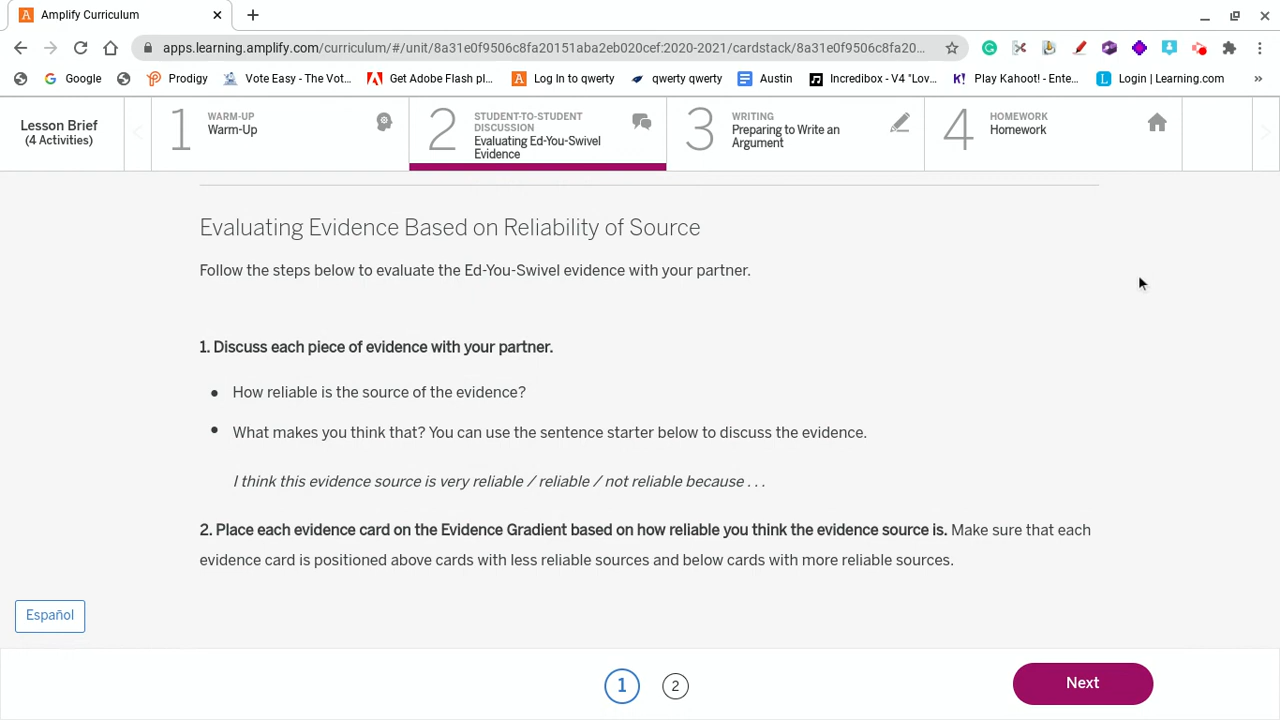 Amplify Curriculum
apps.learning.amplify.com/curriculum/#/unit/8a31e0f9506c8fa20151aba2eb020cef:2020-2021/cardstack/8a31e0f9506c8fa20...
Google
Prodigy
Vote Easy - The Vot...
Get Adobe Flash pl...
Log In to qwerty
qwerty qwerty
Austin
Incredibox - V4 "Lov...
Play Kahoot! - Ente...
Login | Learning.com
»
Lesson Brief
(4 Activities)
1
WARM-UP
Warm-Up
2
STUDENT-TO-STUDENT
DISCUSSION
Evaluating Ed-You-Swivel
Evidence
3
WRITING
Preparing to Write an
Argument
4
HOMEWORK
Homework
Evaluating Evidence Based on Reliability of Source
Follow the steps below to evaluate the Ed-You-Swivel evidence with your partner.
1. Discuss each piece of evidence with your partner.
• How reliable is the source of the evidence?
• What makes you think that? You can use the sentence starter below to discuss the evidence.
I think this evidence source is very reliable / reliable / not reliable because . . .
2. Place each evidence card on the Evidence Gradient based on how reliable you think the evidence source is. Make sure that each
evidence card is positioned above cards with less reliable sources and below cards with more reliable sources.
Español
1
2
Next